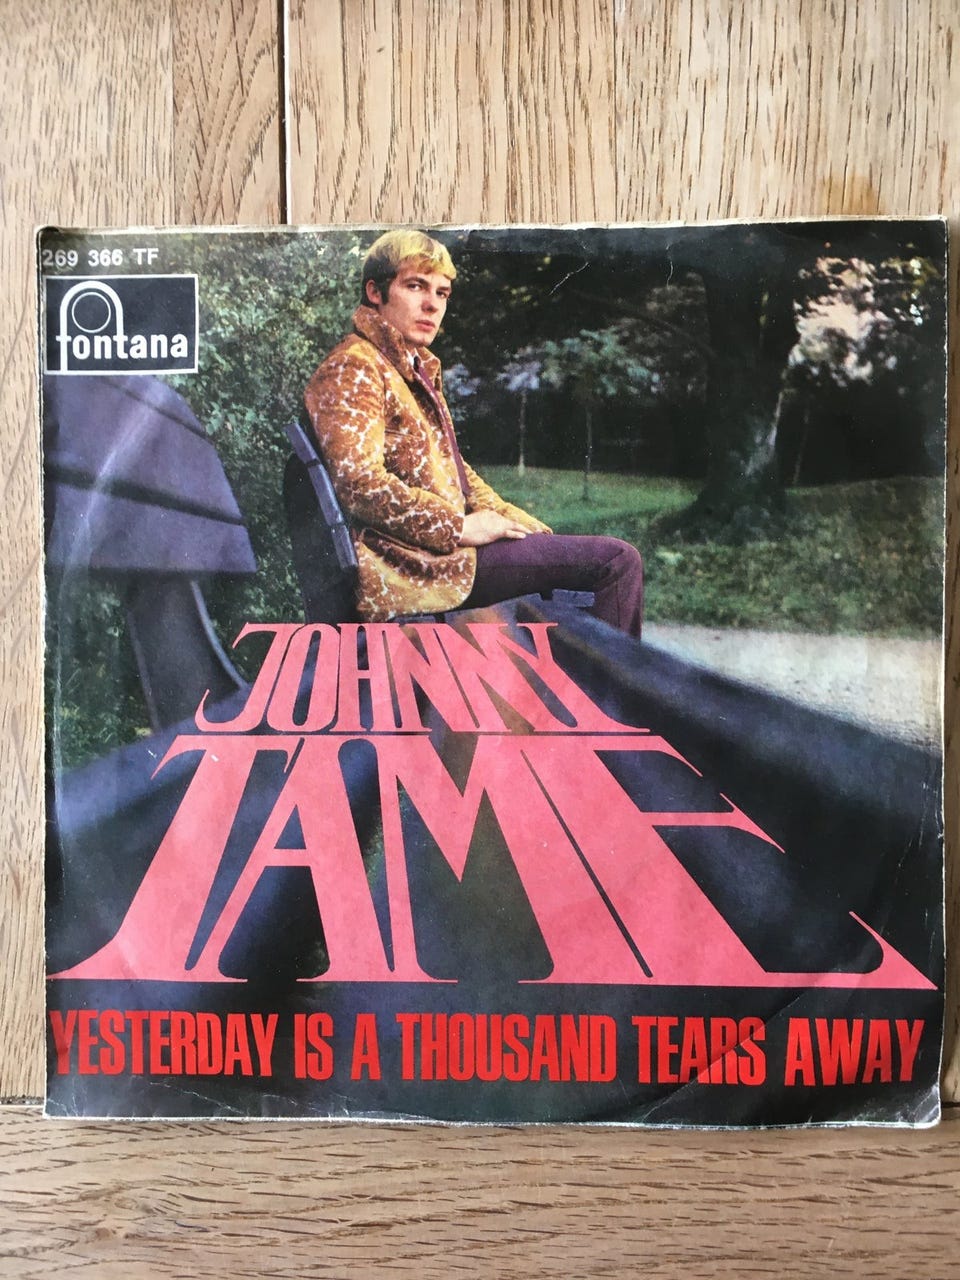 269 366 TF
fontana
JOHNNY
TAME
YESTERDAY IS A THOUSAND TEARS AWAY